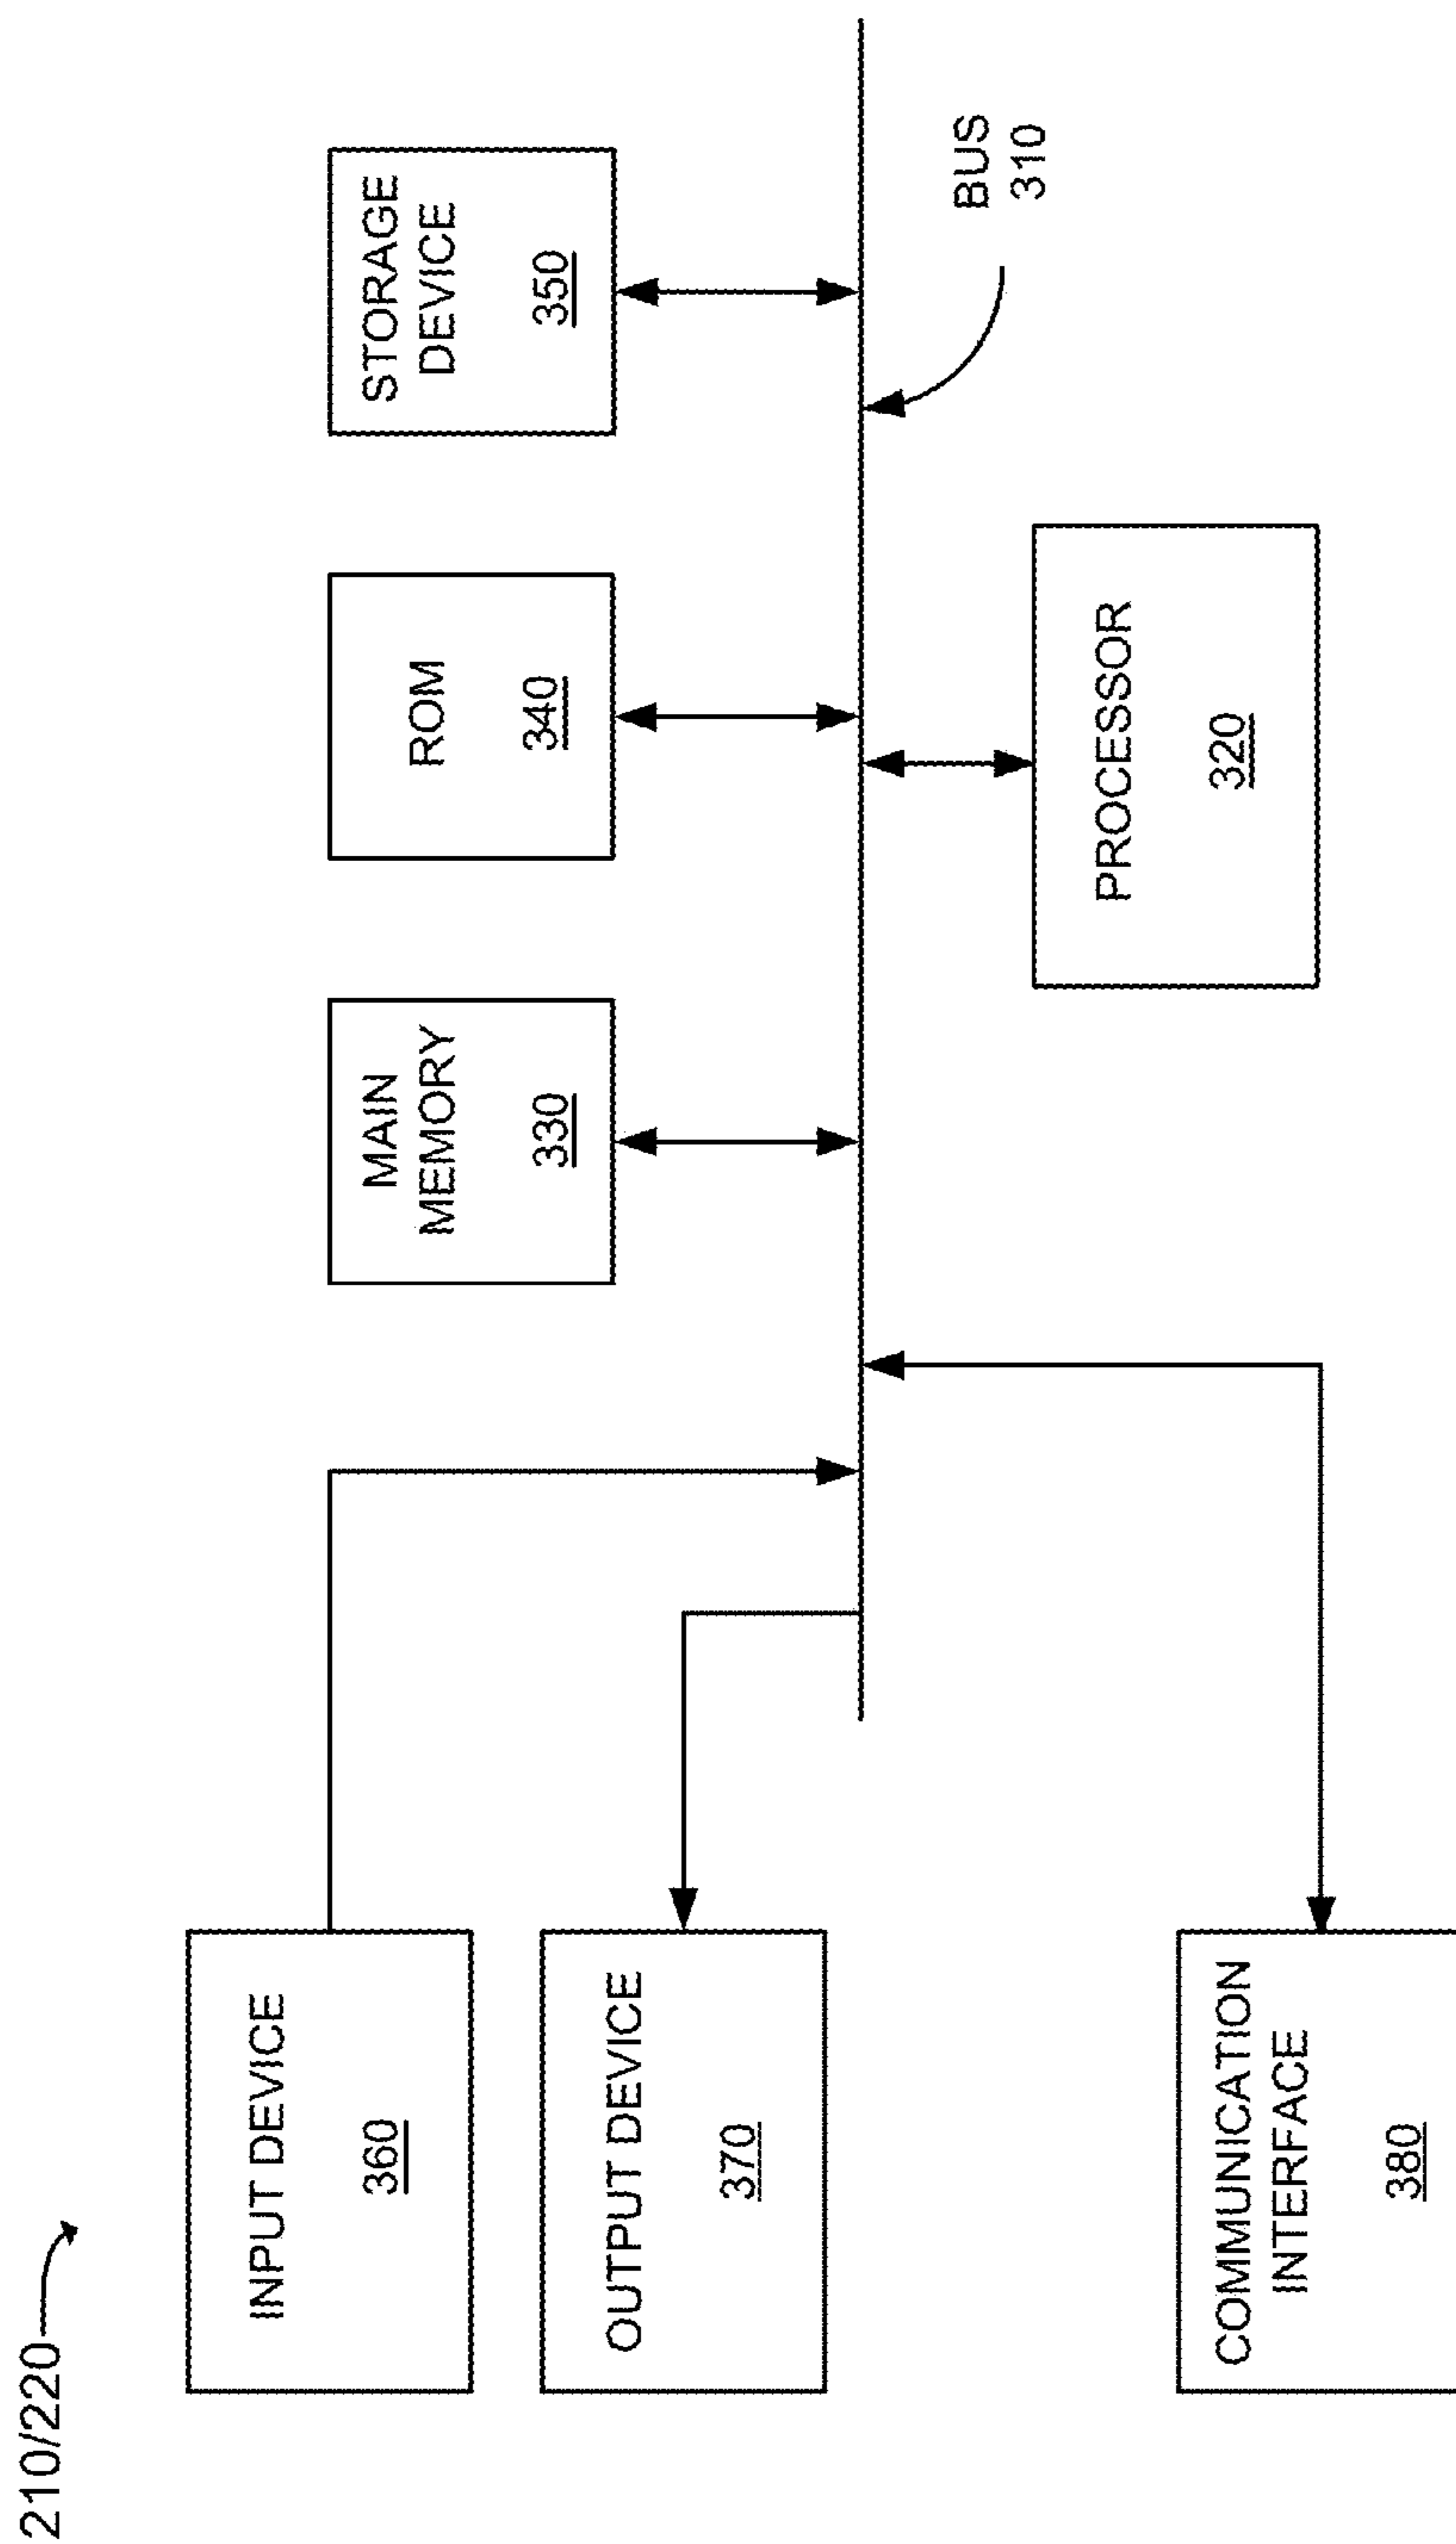 210/220
INPUT DEVICE
360
OUTPUT DEVICE
370
COMMUNICATION
INTERFACE
380
MAIN
MEMORY
330
ROM
340
STORAGE
DEVICE
350
BUS
310
PROCESSOR
320